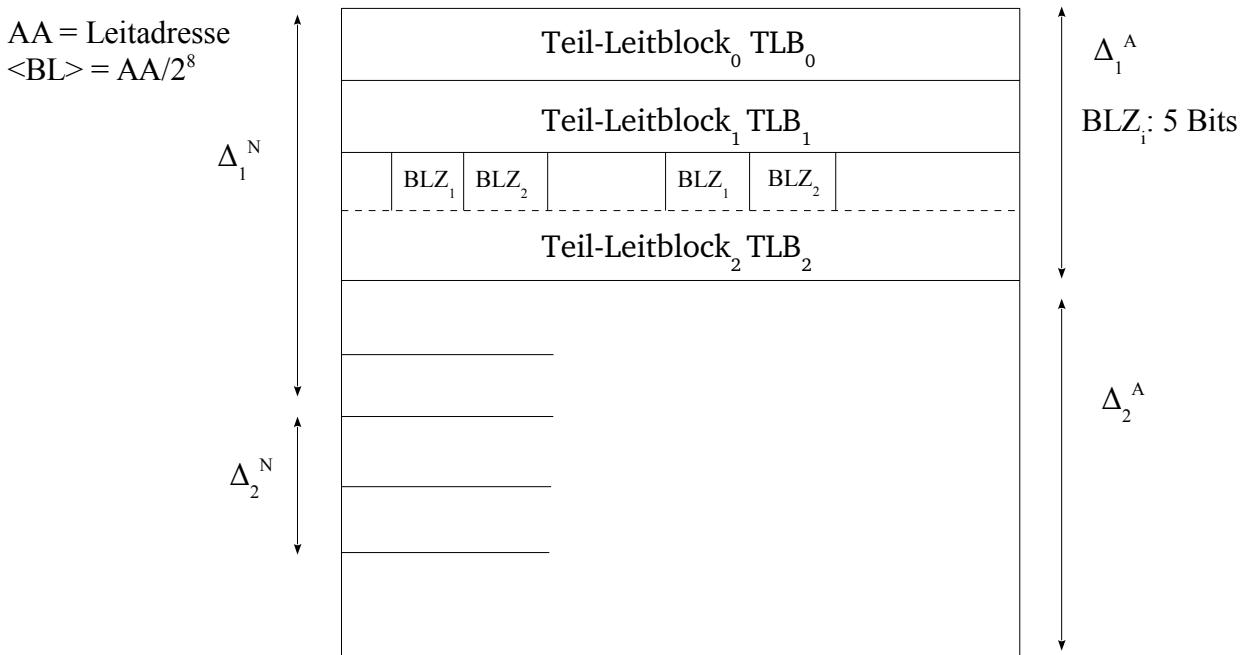 AA = Leitadresse
<BL> = AA/2⁸
Teil-Leitblock₀ TLB₀
Δ₁ᴬ
Teil-Leitblock₁ TLB₁
BLZᵢ: 5 Bits
Δ₁ᴺ
BLZ₁ BLZ₂ BLZ₁ BLZ₂
Teil-Leitblock₂ TLB₂
Δ₂ᴬ
Δ₂ᴺ